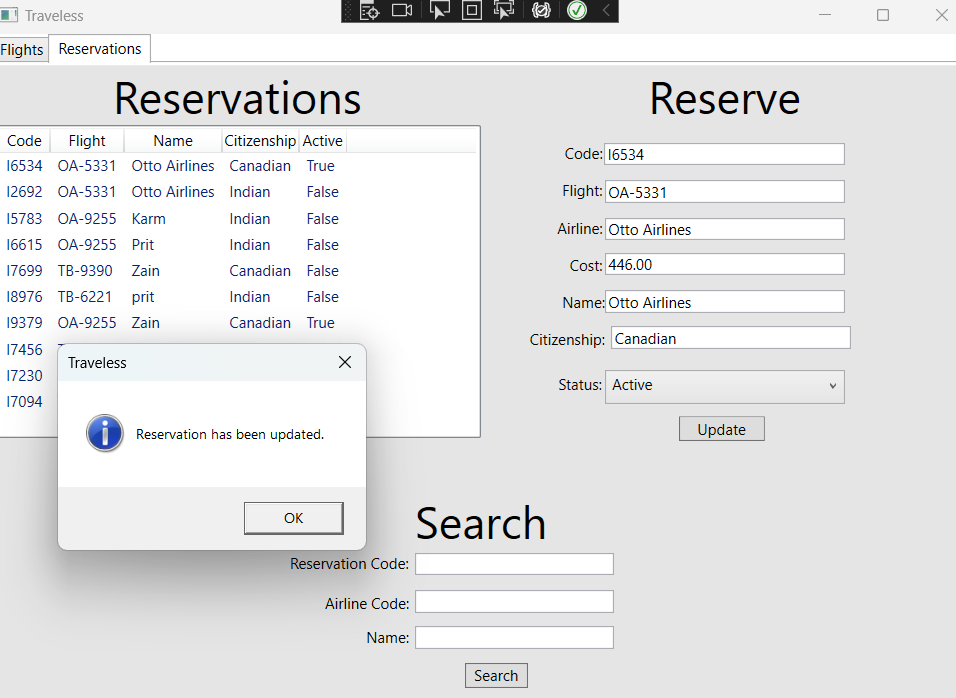 Traveless
Flights Reservations
Reservations
Code Flight Name Citizenship Active
I6534 OA-5331 Otto Airlines Canadian True
I2692 OA-5331 Otto Airlines Indian False
I5783 OA-9255 Karm Indian False
I6615 OA-9255 Prit Indian False
I7699 TB-9390 Zain Canadian False
I8976 TB-6221 prit Indian False
I9379 OA-9255 Zain Canadian True
I7456
I7230
I7094
Traveless
Reservation has been updated.
OK
Reserve
Code: I6534
Flight: OA-5331
Airline: Otto Airlines
Cost: 446.00
Name: Otto Airlines
Citizenship: Canadian
Status: Active
Update
Search
Reservation Code:
Airline Code:
Name:
Search